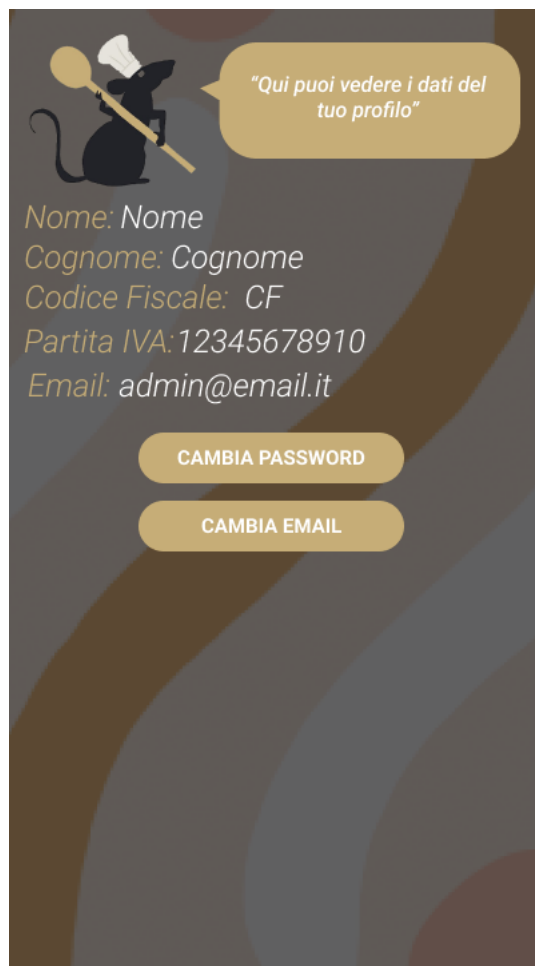 “Qui puoi vedere i dati del
tuo profilo”
Nome: Nome
Cognome: Cognome
Codice Fiscale: CF
Partita IVA: 12345678910
Email: admin@email.it
CAMBIA PASSWORD
CAMBIA EMAIL